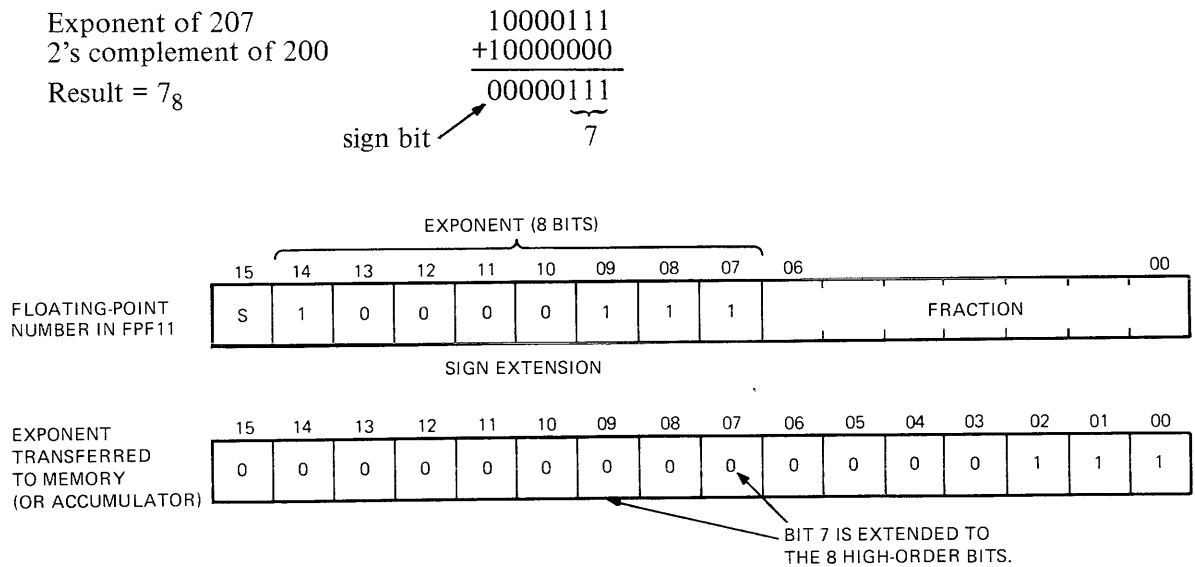 Exponent of 207 10000111
2's complement of 200 +10000000
Result = 7₈ 00000111
sign bit 7
EXPONENT (8 BITS)
15 14 13 12 11 10 09 08 07 06 00
FLOATING-POINT
NUMBER IN FPF11
S 1 0 0 0 0 1 1 1 FRACTION
SIGN EXTENSION
15 14 13 12 11 10 09 08 07 06 05 04 03 02 01 00
EXPONENT
TRANSFERRED
TO MEMORY
(OR ACCUMULATOR)
0 0 0 0 0 0 0 0 0 0 0 0 0 1 1 1
BIT 7 IS EXTENDED TO
THE 8 HIGH-ORDER BITS.